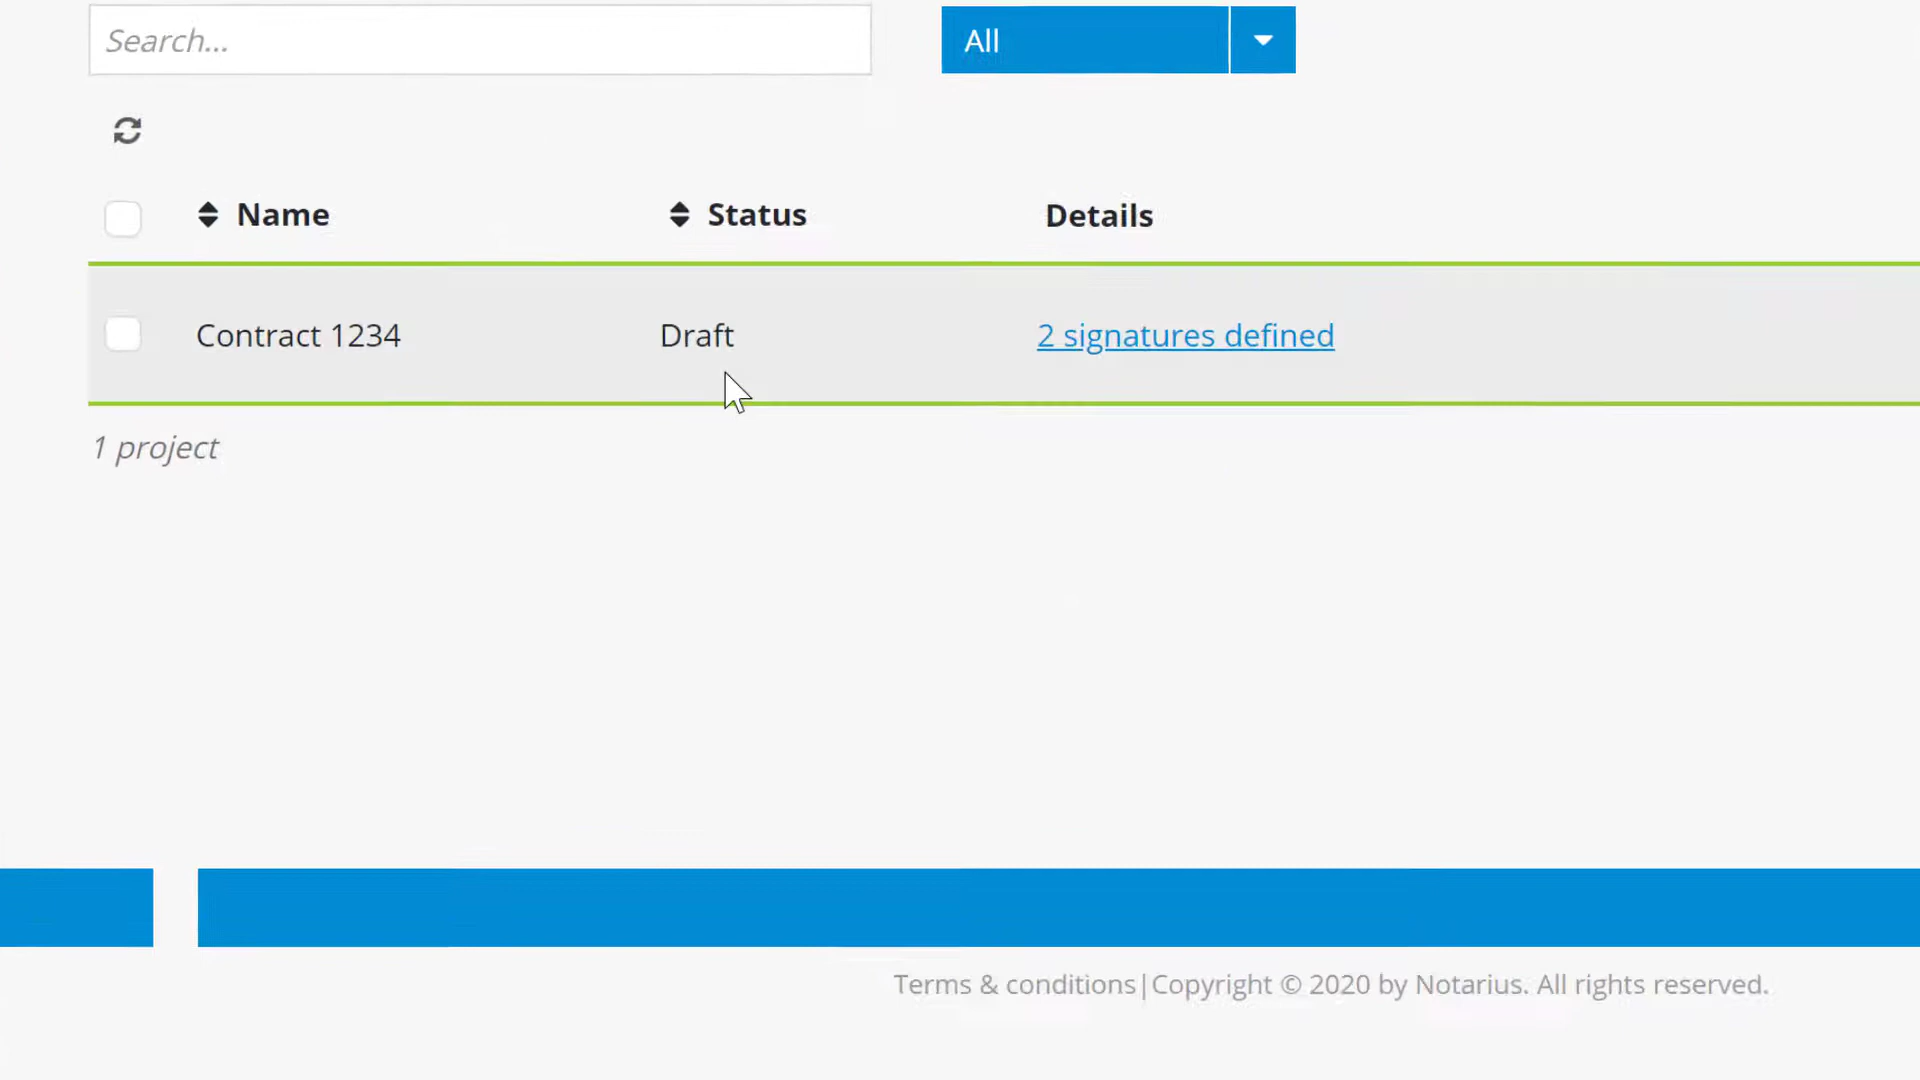 Search...
All
Name
Status
Details
Contract 1234
Draft
2 signatures defined
1 project
Terms & conditions|Copyright © 2020 by Notarius. All rights reserved.